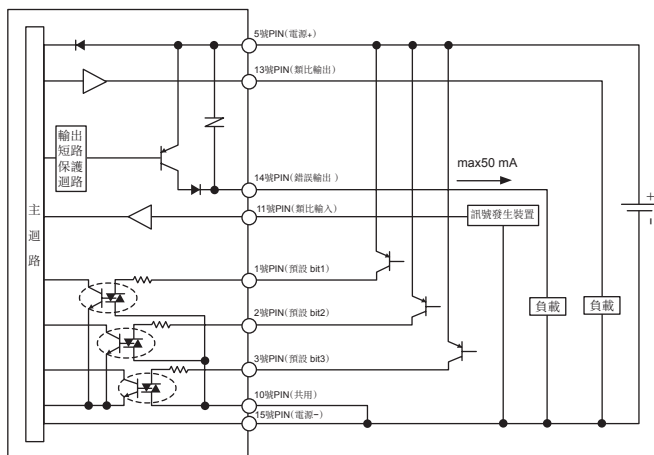 5號PIN(電源+)
13號PIN(類比輸出)
輸出
短路
保護
迴路
14號PIN(錯誤輸出 )
max50 mA
+
-
主
迴
路
11號PIN(類比輸入)
訊號發生裝置
1號PIN(預設 bit1)
2號PIN(預設 bit2)
負載
負載
3號PIN(預設 bit3)
10號PIN(共用)
15號PIN(電源−)